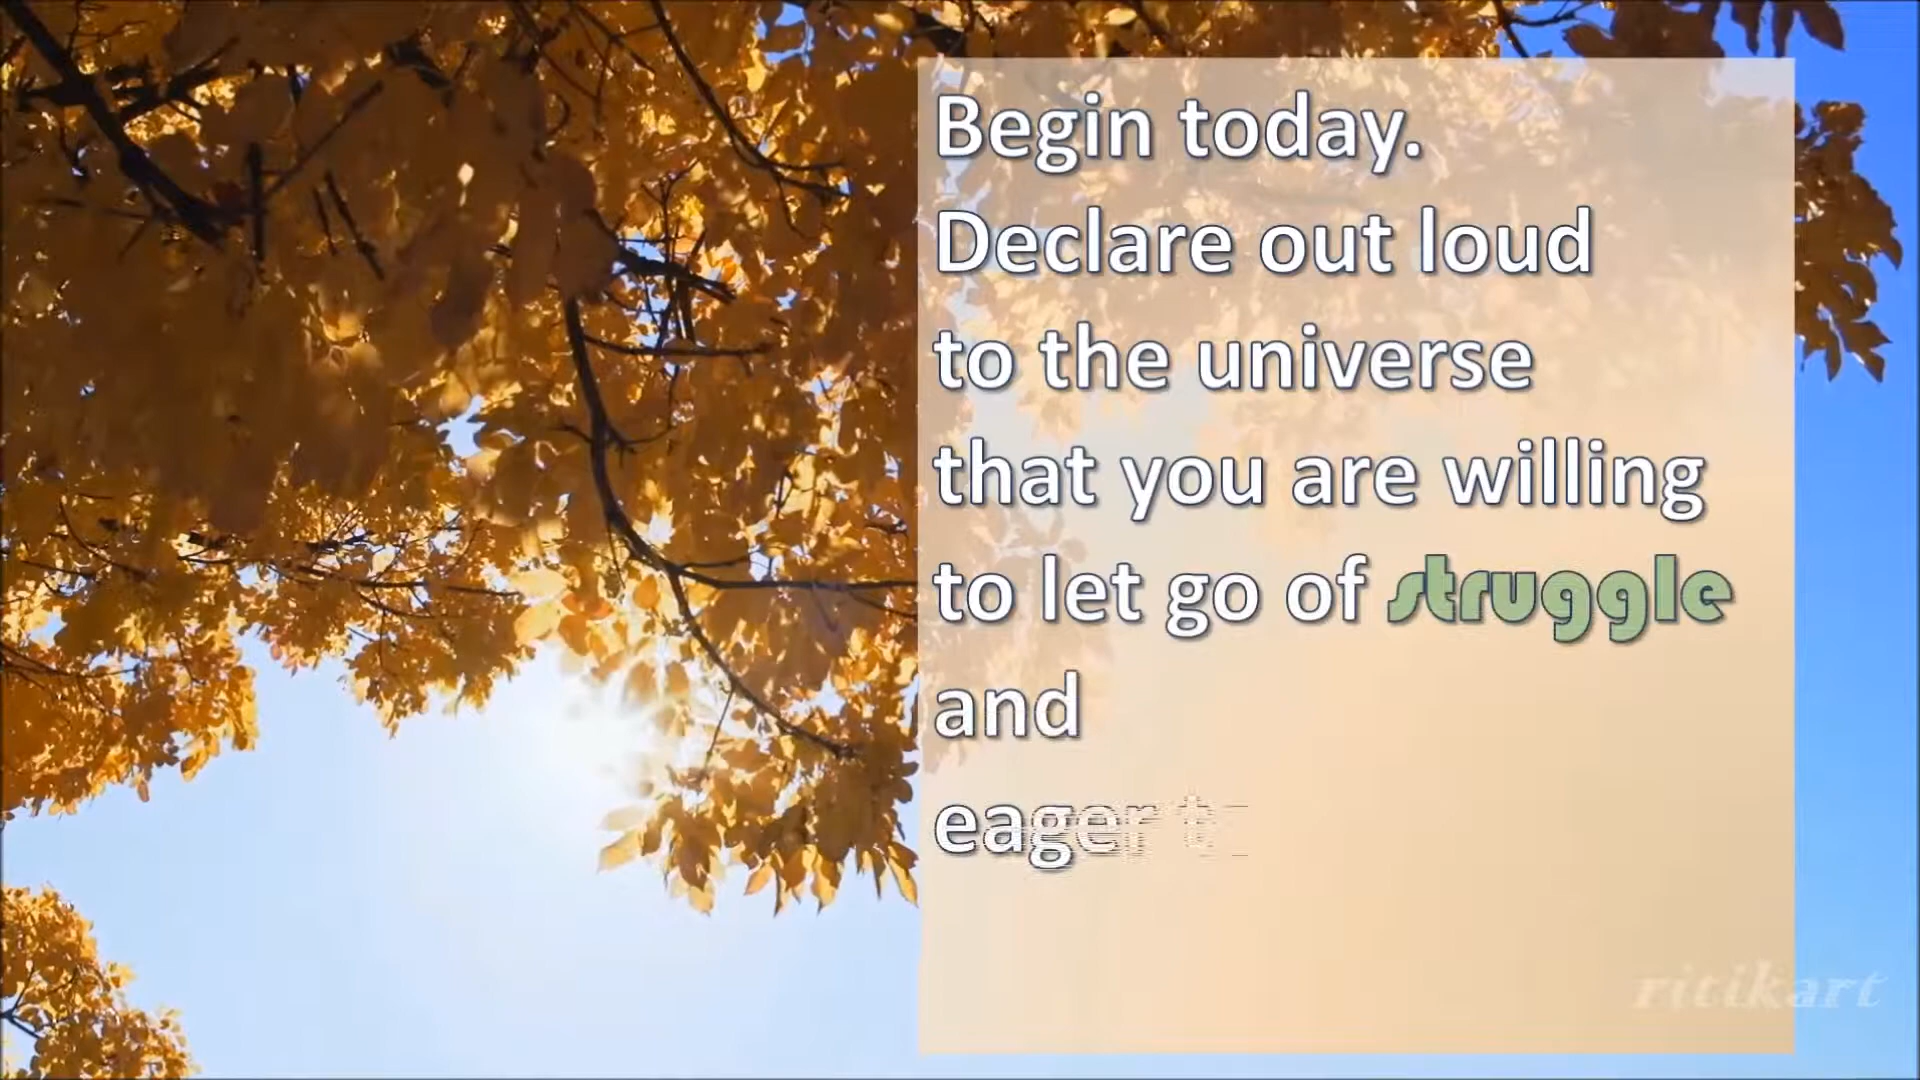 Begin today.
Declare out loud
to the universe
that you are willing
to let go of struggle
and
eager
ritikart